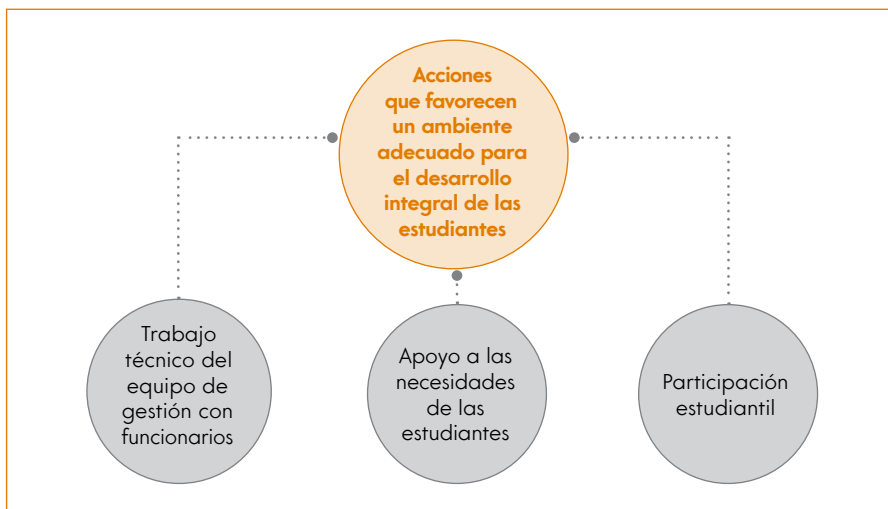 Acciones
que favorecen
un ambiente
adecuado para
el desarrollo
integral de las
estudiantes
Trabajo
técnico del
equipo de
gestión con
funcionarios
Apoyo a las
necesidades
de las
estudiantes
Participación
estudiantil